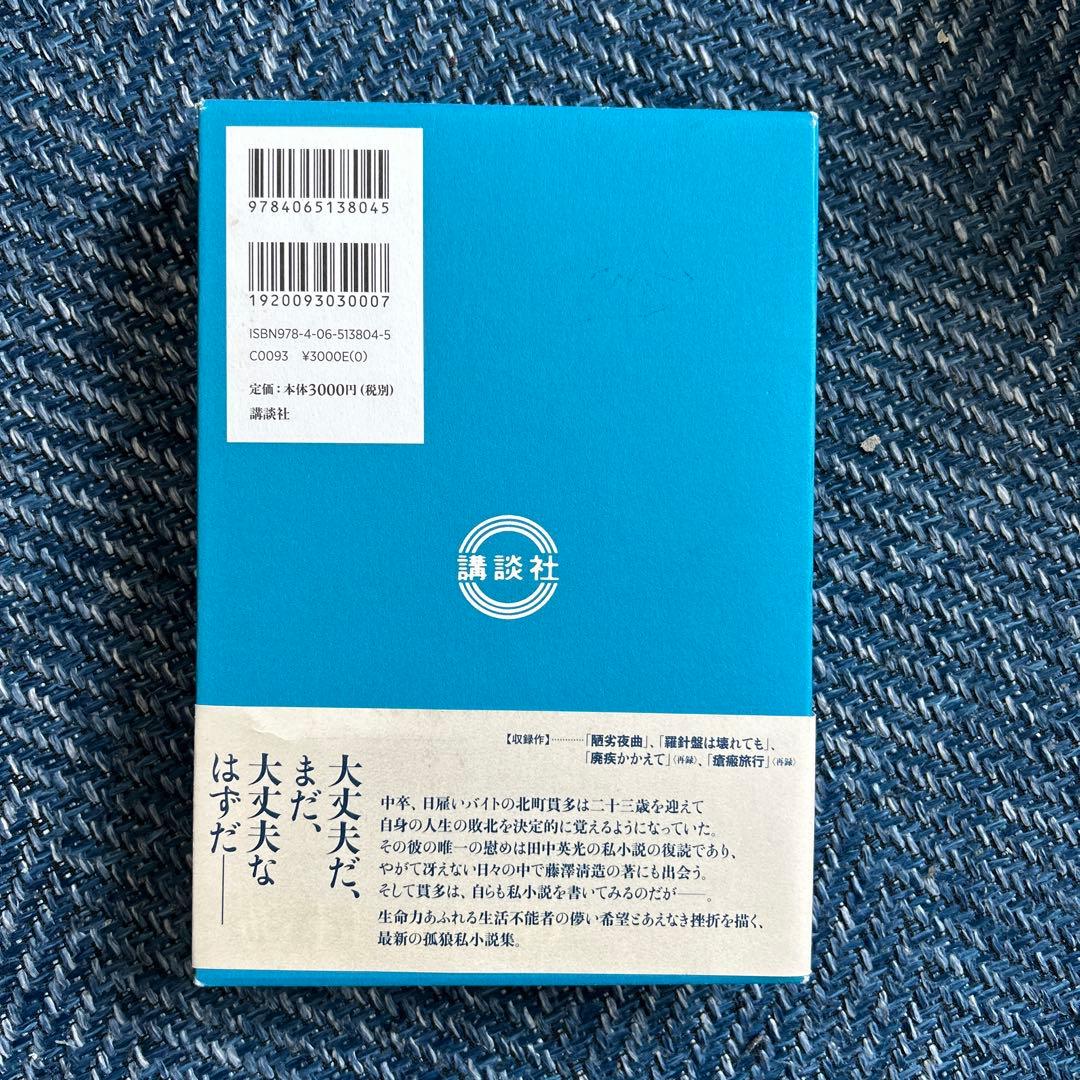 9784065138045
1920093030007
ISBN978-4-06-513804-5
C0093 ¥3000E(0)
定価：本体3000円（税別）
講談社
講談社
【収録作】…………「陋劣夜曲」、「羅針盤は壊れても」、
「廃疾かかえて」〈再録〉、「瘡瘢旅行」〈再録〉
大丈夫だ、
まだ、
大丈夫な
はずだ――
中卒、日雇いバイトの北町貫多は二十三歳を迎えて
自身の人生の敗北を決定的に覚えるようになっていた。
その彼の唯一の慰めは田中英光の私小説の復読であり、
やがて冴えない日々の中で藤澤清造の著にも出会う。
そして貫多は、自らも私小説を書いてみるのだが――。
生命力あふれる生活不能者の儚い希望とあえなき挫折を描く、
最新の孤狼私小説集。